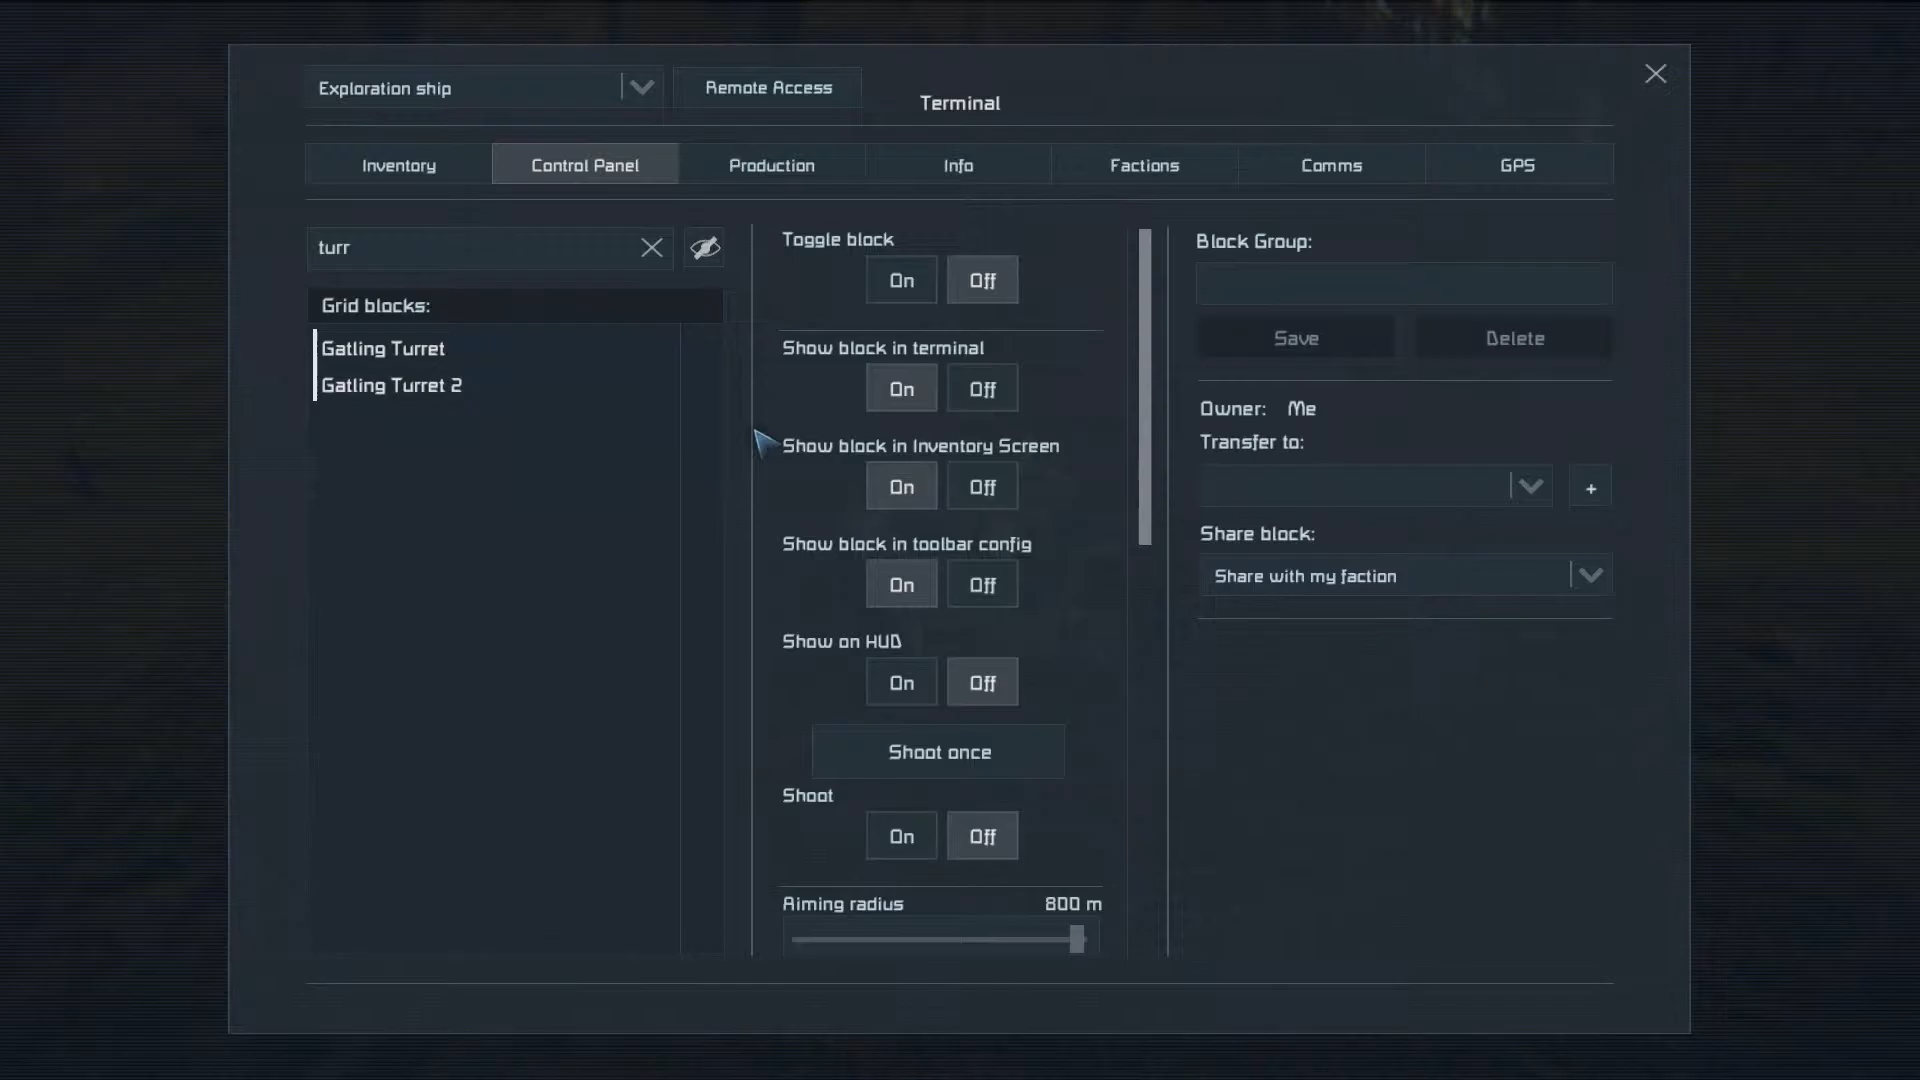 Exploration ship
Remote Access
Terminal
Inventory
Control Panel
Production
Info
Factions
Comms
GPS
turr
Grid blocks:
Gatling Turret
Gatling Turret 2
Toggle block
On Off
Show block in terminal
On Off
Show block in Inventory Screen
On Off
Show block in toolbar config
On Off
Show on HUD
On Off
Shoot once
Shoot
On Off
Aiming radius 800 m
Block Group:
Save Delete
Owner: Me
Transfer to:
+
Share block:
Share with my faction